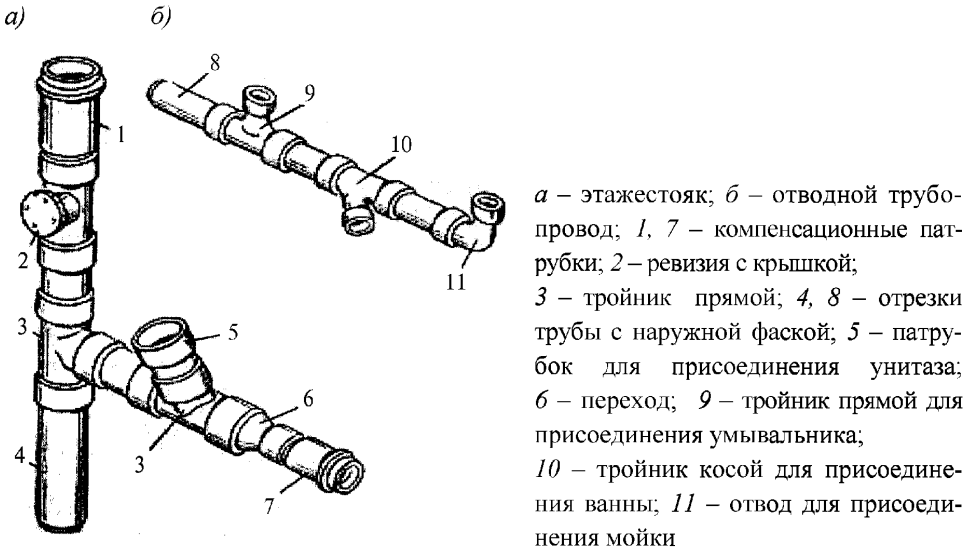 а)
б)
8
9
1
10
2
11
3
5
6
4
3
7
а – этажестояк; б – отводной трубо-
провод; 1, 7 – компенсационные пат-
рубки; 2 – ревизия с крышкой;
3 – тройник прямой; 4, 8 – отрезки
трубы с наружной фаской; 5 – патру-
бок для присоединения унитаза;
6 – переход; 9 – тройник прямой для
присоединения умывальника;
10 – тройник косой для присоедине-
ния ванны; 11 – отвод для присоеди-
нения мойки